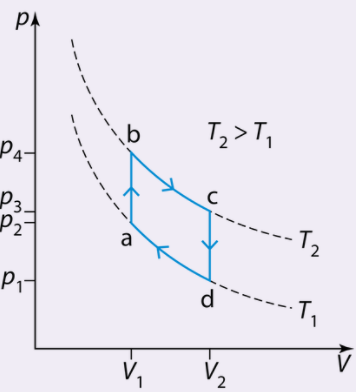 p
b
T₂ > T₁
p₄
c
p₃
p₂
a
T₂
p₁
d
T₁
V₁
V₂
V